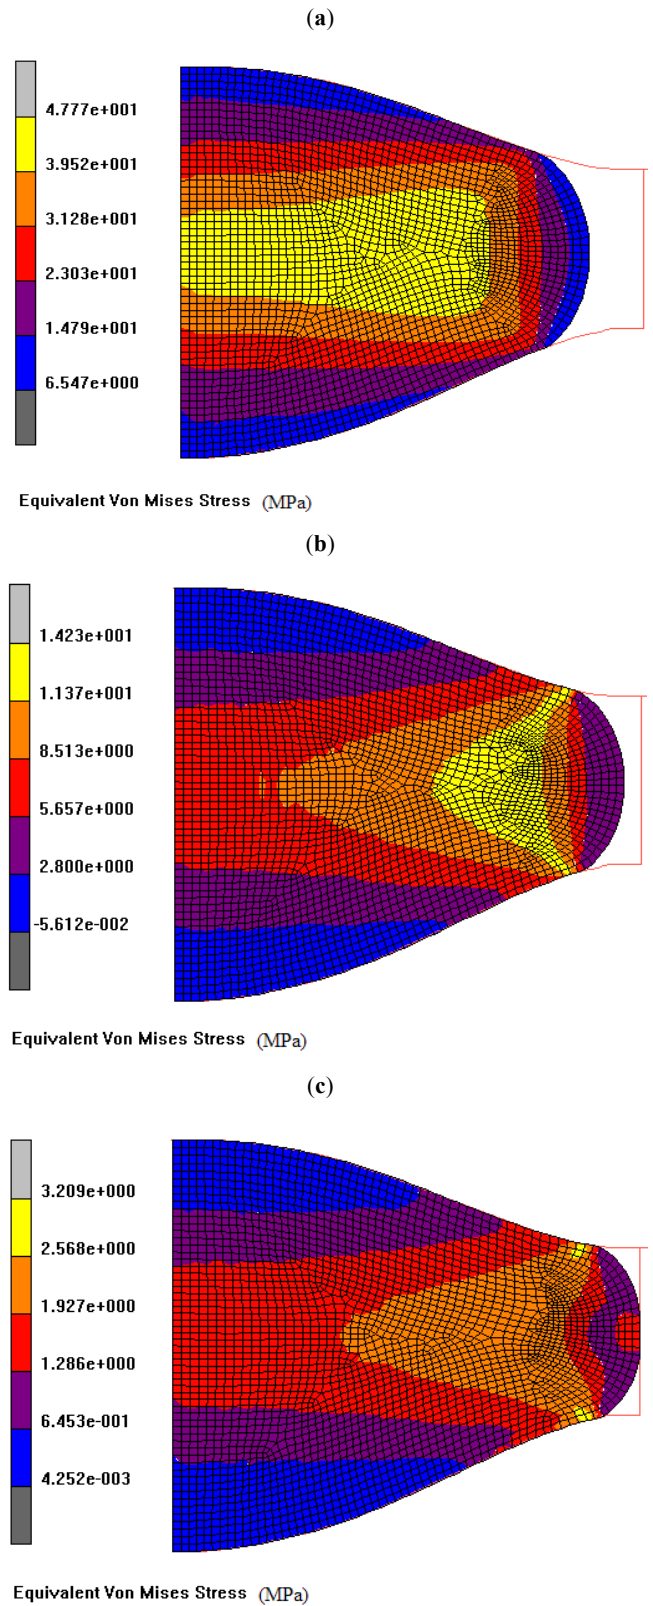 (a)
4.777e+001
3.952e+001
3.128e+001
2.303e+001
1.479e+001
6.547e+000
Equivalent Von Mises Stress (MPa)
(b)
1.423e+001
1.137e+001
8.513e+000
5.657e+000
2.800e+000
-5.612e-002
Equivalent Von Mises Stress (MPa)
(c)
3.209e+000
2.568e+000
1.927e+000
1.286e+000
6.453e-001
4.252e-003
Equivalent Von Mises Stress (MPa)